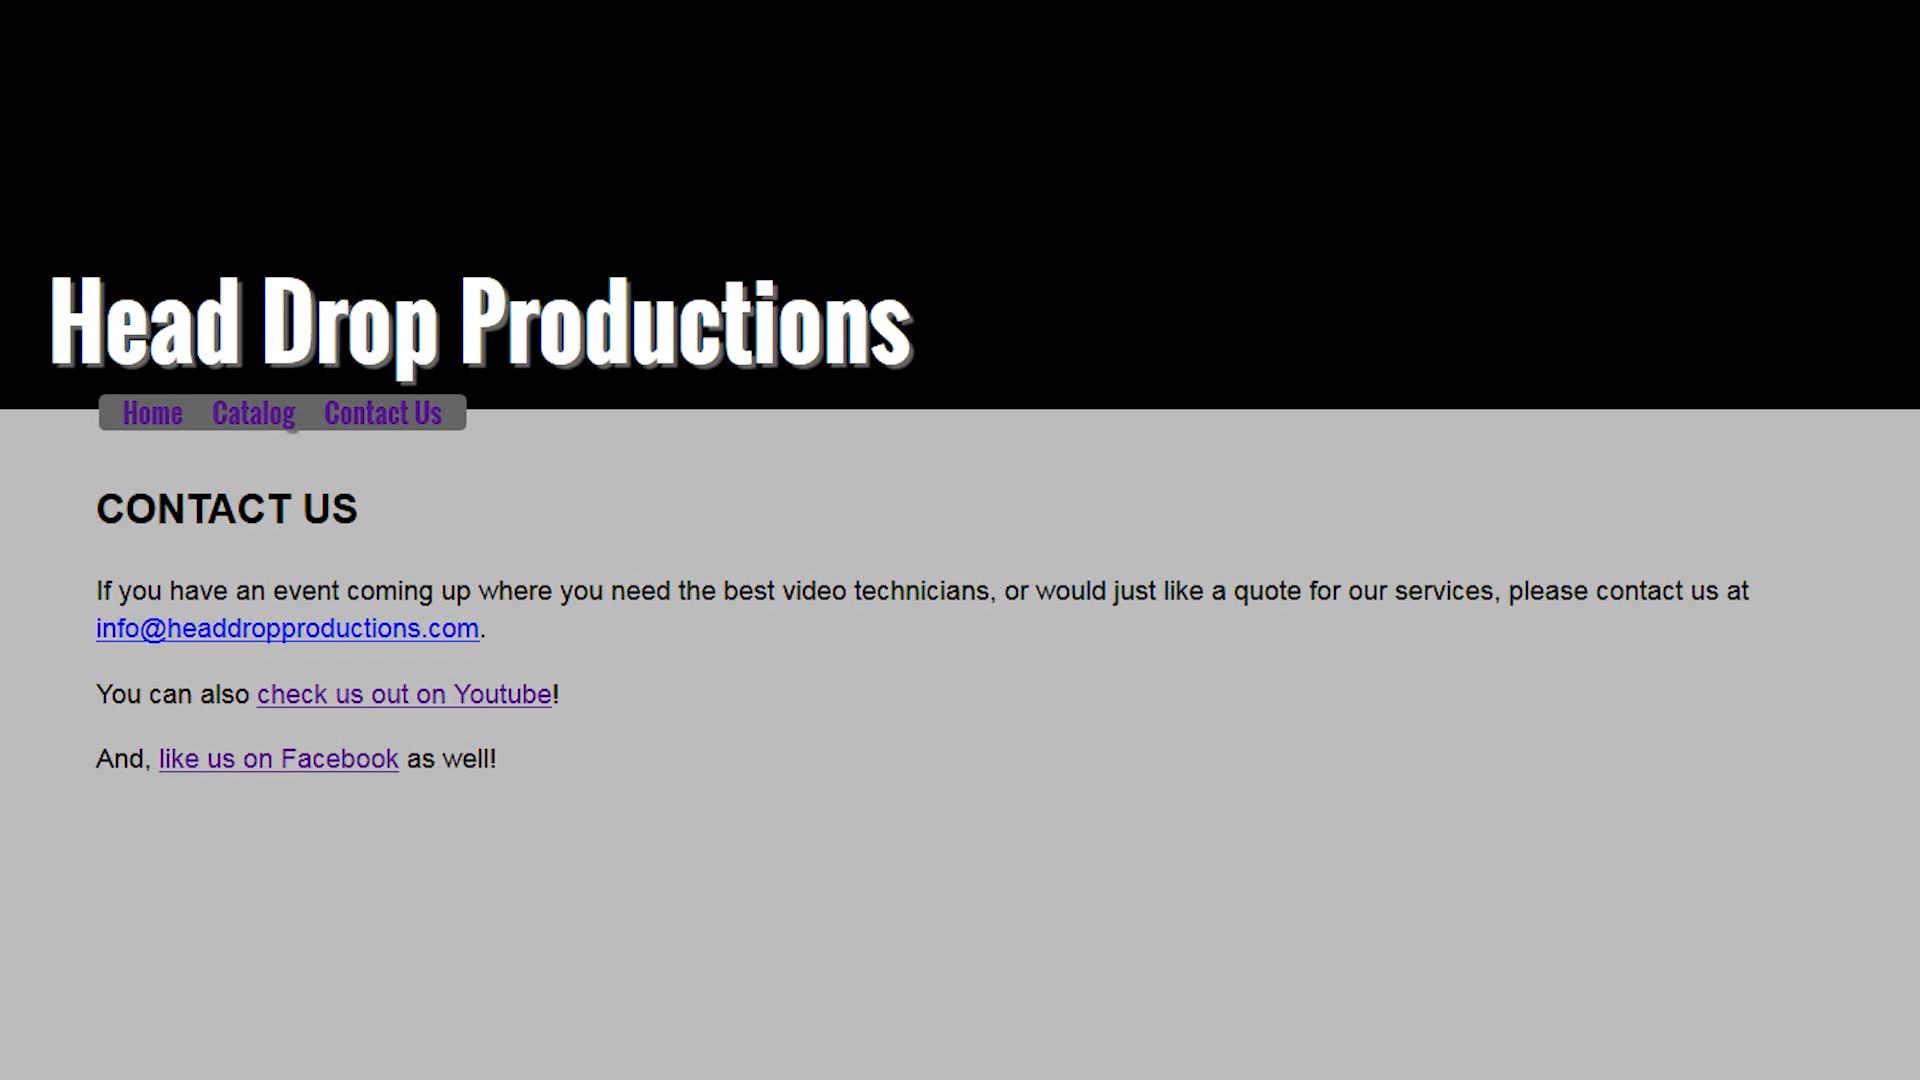 Head Drop Productions
Home Catalog Contact Us
CONTACT US
If you have an event coming up where you need the best video technicians, or would just like a quote for our services, please contact us at
info@headdropproductions.com.
You can also check us out on Youtube!
And, like us on Facebook as well!